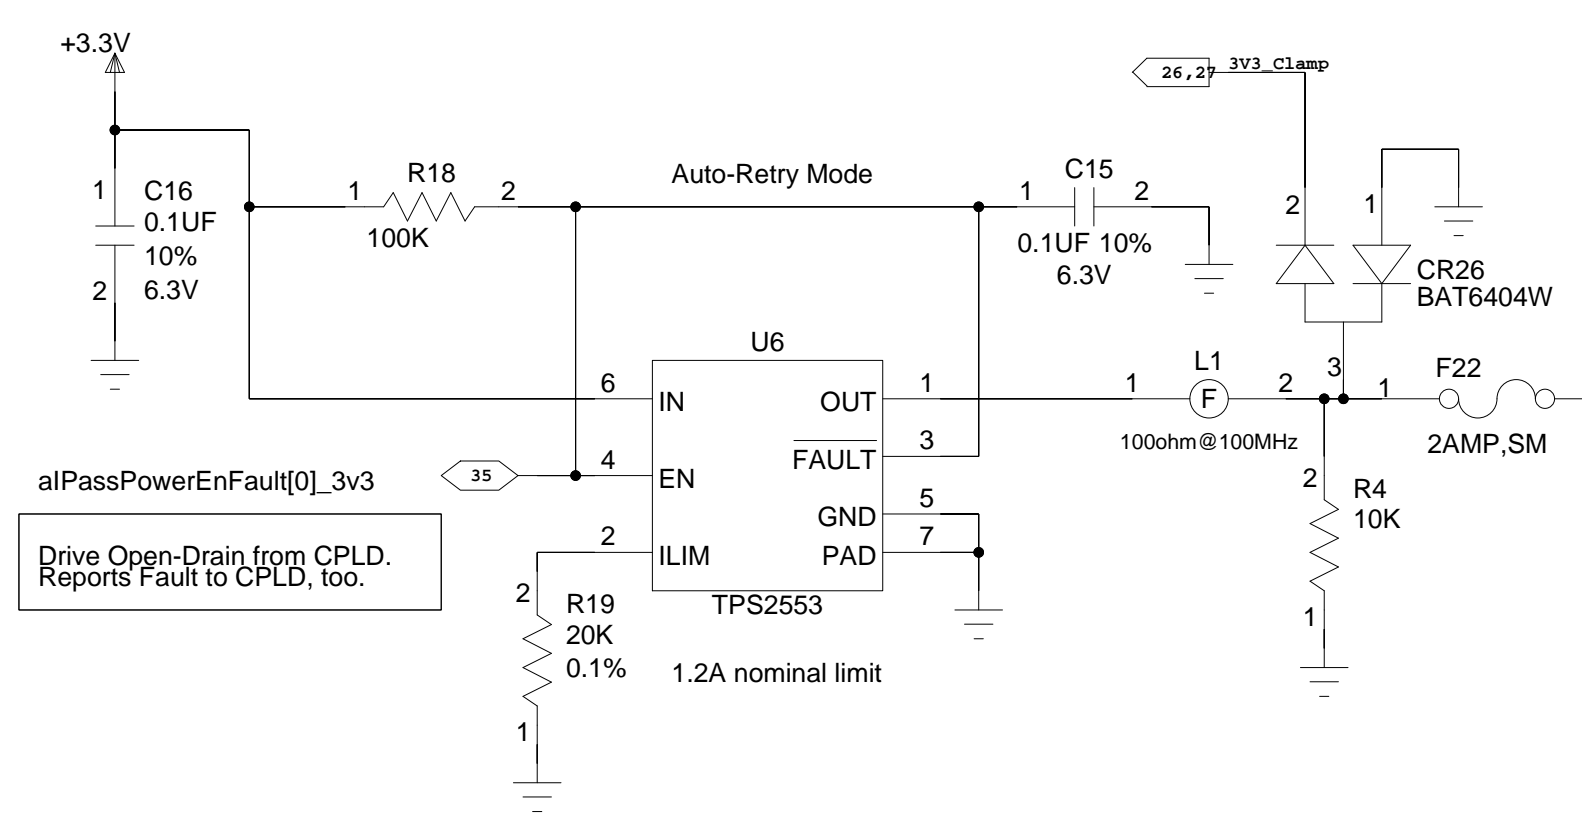 +3.3V
26,27
3V3_Clamp
1
C16
0.1UF
10%
6.3V
2
1
R18
2
100K
Auto-Retry Mode
1
C15
2
0.1UF 10%
6.3V
2
1
CR26
BAT6404W
3
U6
6
IN
OUT
1
FAULT
3
35
4
EN
GND
5
PAD
7
2
ILIM
TPS2553
1
L1
F
2
100ohm@100MHz
1
F22
2AMP,SM
2
R4
10K
1
aIPassPowerEnFault[0]_3v3
Drive Open-Drain from CPLD.
Reports Fault to CPLD, too.
2
R19
20K
0.1%
1
1.2A nominal limit